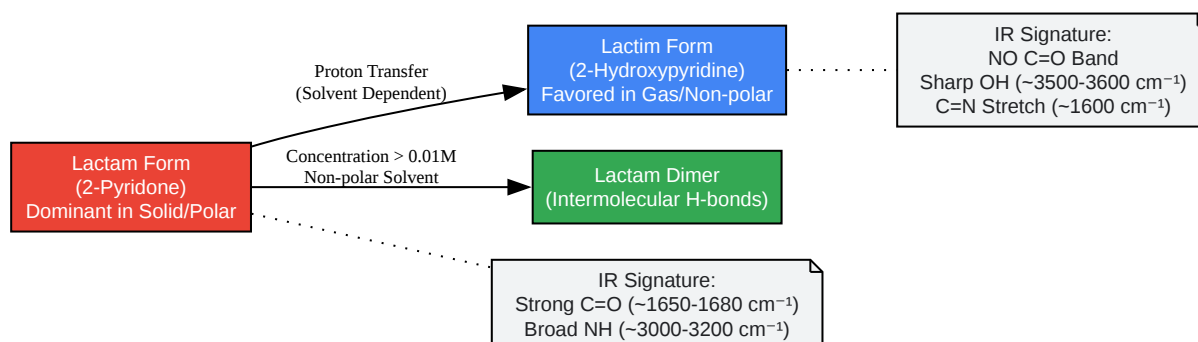 Lactim Form
(2-Hydroxypyridine)
Favored in Gas/Non-polar
IR Signature:
NO C=O Band
Sharp OH (~3500-3600 cm⁻¹)
C=N Stretch (~1600 cm⁻¹)
Proton Transfer
(Solvent Dependent)
Lactam Form
(2-Pyridone)
Dominant in Solid/Polar
Concentration > 0.01M
Non-polar Solvent
Lactam Dimer
(Intermolecular H-bonds)
IR Signature:
Strong C=O (~1650-1680 cm⁻¹)
Broad NH (~3000-3200 cm⁻¹)